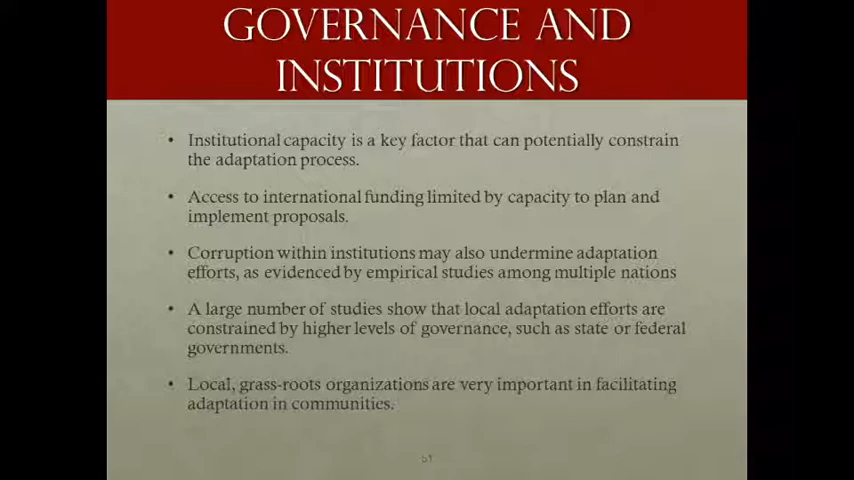 GOVERNANCE AND
INSTITUTIONS
• Institutional capacity is a key factor that can potentially constrain
the adaptation process.
• Access to international funding limited by capacity to plan and
implement proposals.
• Corruption within institutions may also undermine adaptation
efforts, as evidenced by empirical studies among multiple nations
• A large number of studies show that local adaptation efforts are
constrained by higher levels of governance, such as state or federal
governments.
• Local, grass-roots organizations are very important in facilitating
adaptation in communities.